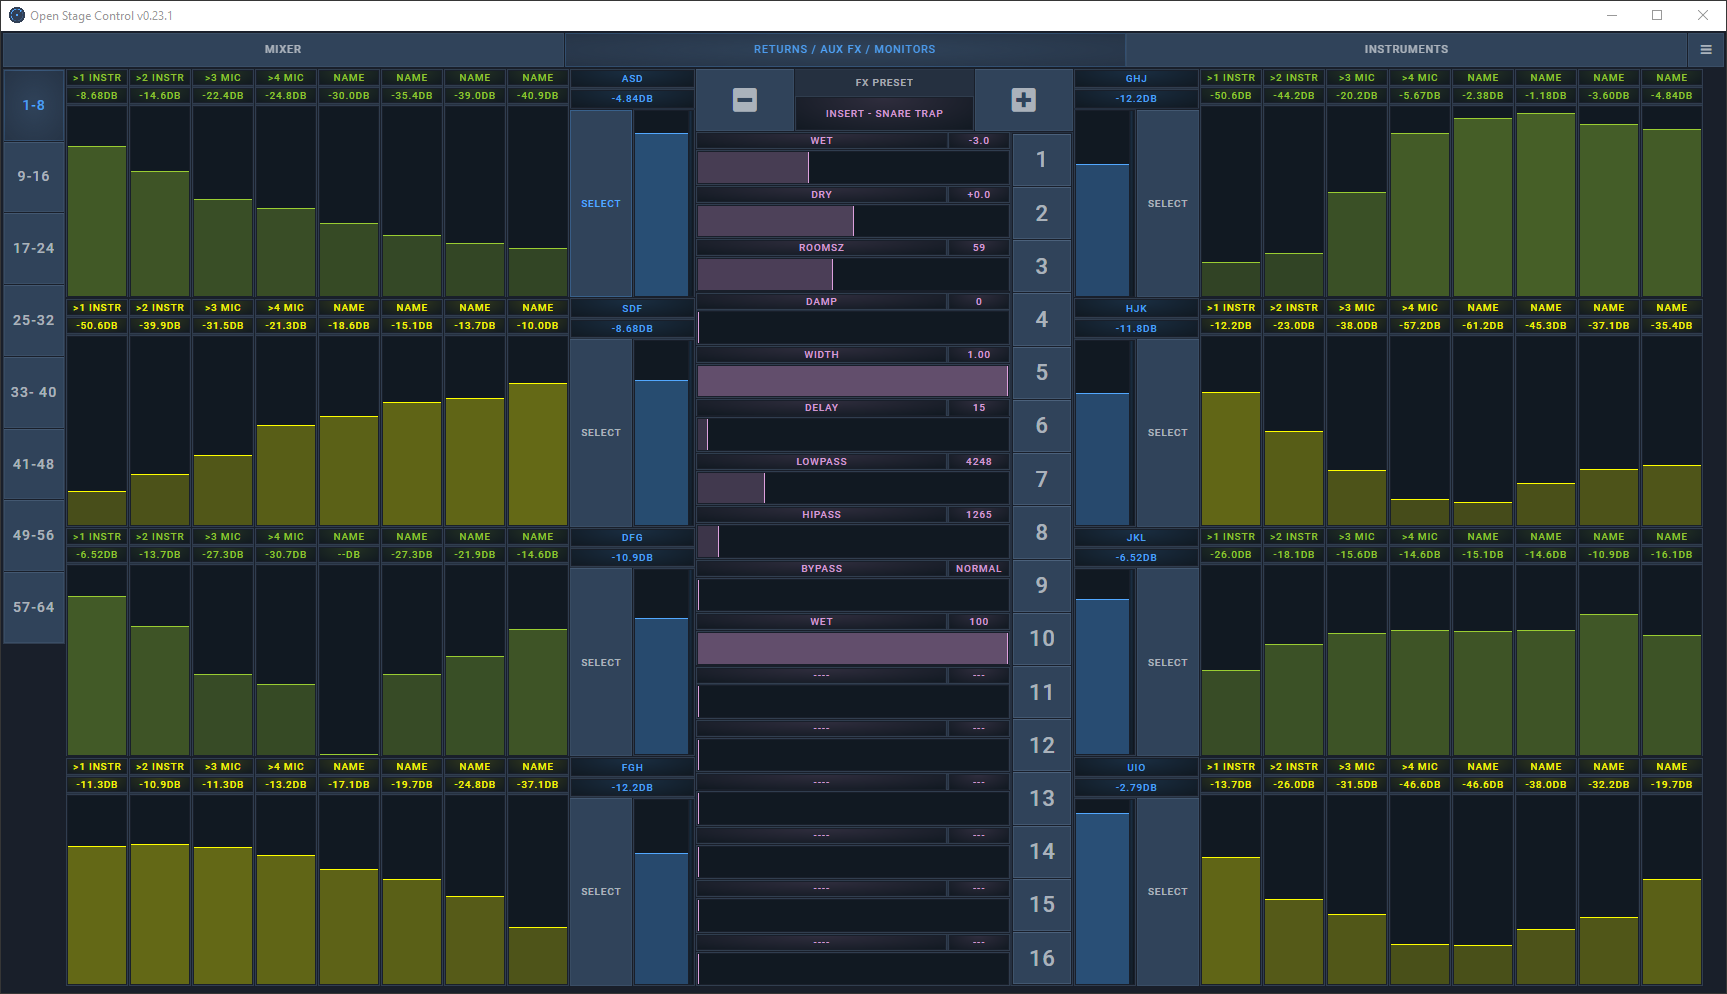 Open Stage Control v0.23.1
MIXER
RETURNS / AUX FX / MONITORS
INSTRUMENTS
1-8
9-16
17-24
25-32
33- 40
41-48
49-56
57-64
>1 INSTR >2 INSTR >3 MIC >4 MIC NAME NAME NAME NAME
-8.68DB -14.6DB -22.4DB -24.8DB -30.0DB -35.4DB -39.0DB -40.9DB
ASD
-4.84DB
SELECT
>1 INSTR >2 INSTR >3 MIC >4 MIC NAME NAME NAME NAME
-50.6DB -39.9DB -31.5DB -21.3DB -18.6DB -15.1DB -13.7DB -10.0DB
SDF
-8.68DB
SELECT
>1 INSTR >2 INSTR >3 MIC >4 MIC NAME NAME NAME NAME
-6.52DB -13.7DB -27.3DB -30.7DB --DB -27.3DB -21.9DB -14.6DB
DFG
-10.9DB
SELECT
>1 INSTR >2 INSTR >3 MIC >4 MIC NAME NAME NAME NAME
-11.3DB -10.9DB -11.3DB -13.2DB -17.1DB -19.7DB -24.8DB -37.1DB
FGH
-12.2DB
SELECT
FX PRESET
INSERT - SNARE TRAP
WET -3.0
1
DRY +0.0
2
ROOMSZ 59
3
DAMP 0
4
WIDTH 1.00
5
DELAY 15
6
LOWPASS 4248
7
HIPASS 1265
8
BYPASS NORMAL
9
WET 100
10
---- ---
11
---- ---
12
---- ---
13
---- ---
14
---- ---
15
---- ---
16
GHJ
-12.2DB
SELECT
>1 INSTR >2 INSTR >3 MIC >4 MIC NAME NAME NAME NAME
-50.6DB -44.2DB -20.2DB -5.67DB -2.38DB -1.18DB -3.60DB -4.84DB
HJK
-11.8DB
SELECT
>1 INSTR >2 INSTR >3 MIC >4 MIC NAME NAME NAME NAME
-12.2DB -23.0DB -38.0DB -57.2DB -61.2DB -45.3DB -37.1DB -35.4DB
JKL
-6.52DB
SELECT
>1 INSTR >2 INSTR >3 MIC >4 MIC NAME NAME NAME NAME
-26.0DB -18.1DB -15.6DB -14.6DB -15.1DB -14.6DB -10.9DB -16.1DB
UIO
-2.79DB
SELECT
>1 INSTR >2 INSTR >3 MIC >4 MIC NAME NAME NAME NAME
-13.7DB -26.0DB -31.5DB -46.6DB -46.6DB -38.0DB -32.2DB -19.7DB